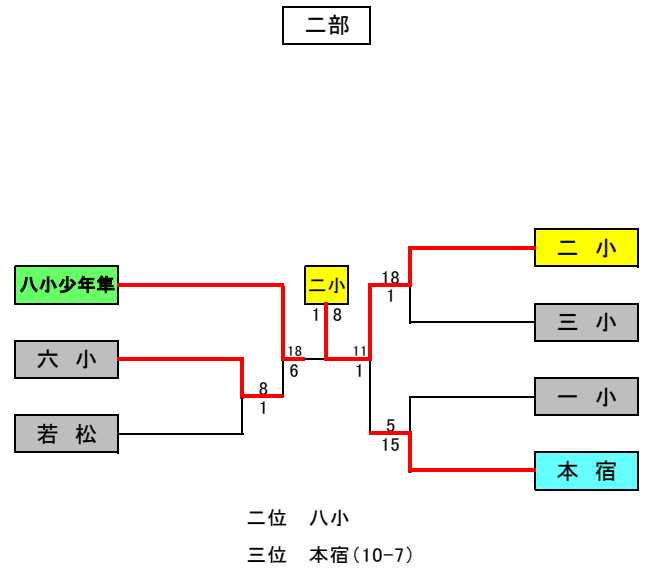 二部
二 小
18
1
八小少年隼
二小
1 8
三 小
六 小
18
6
11
1
8
1
一 小
若 松
5
15
本 宿
二位 八小
三位 本宿(10-7)